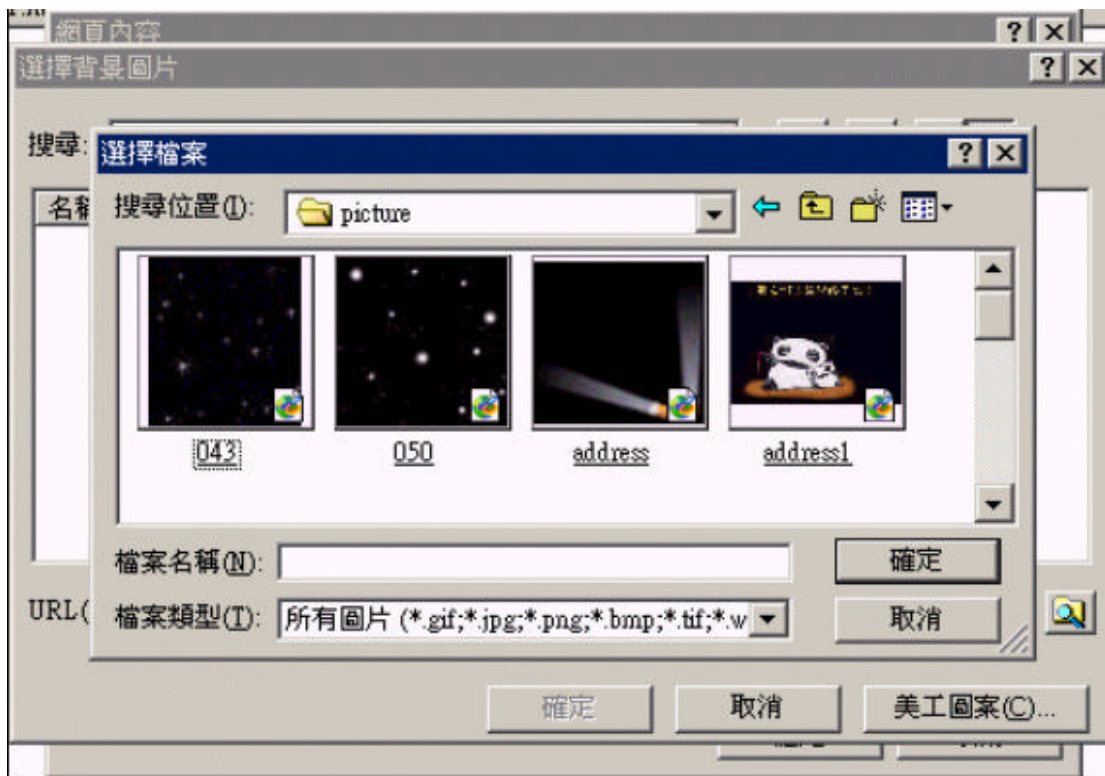 網頁內容
選擇背景圖片
搜尋:
選擇檔案
名稱
搜尋位置(I): picture
043 050 address address1
檔案名稱(N): 確定
URL(
檔案類型(T): 所有圖片 (*.gif;*.jpg;*.png;*.bmp;*.tif;*.w 取消
確定 取消 美工圖案(C)...